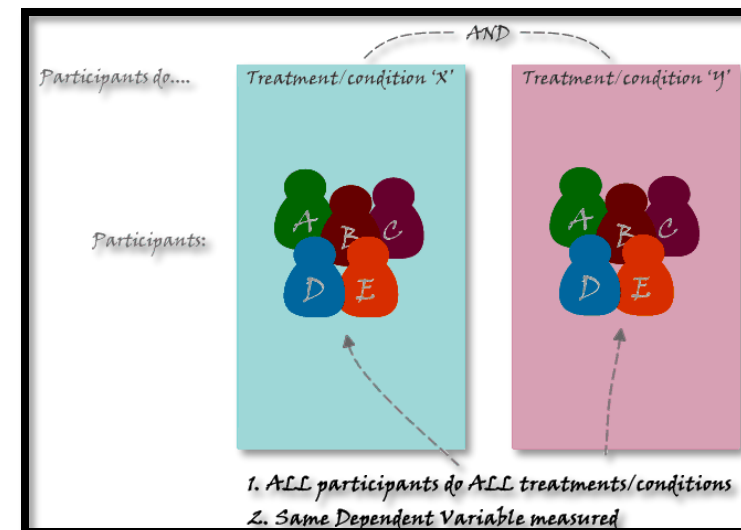 AND
Participants do.... Treatment/condition 'X' Treatment/condition 'Y'
A B C
D E
A B C
D E
Participants:
1. ALL participants do ALL treatments/conditions
2. Same Dependent Variable measured